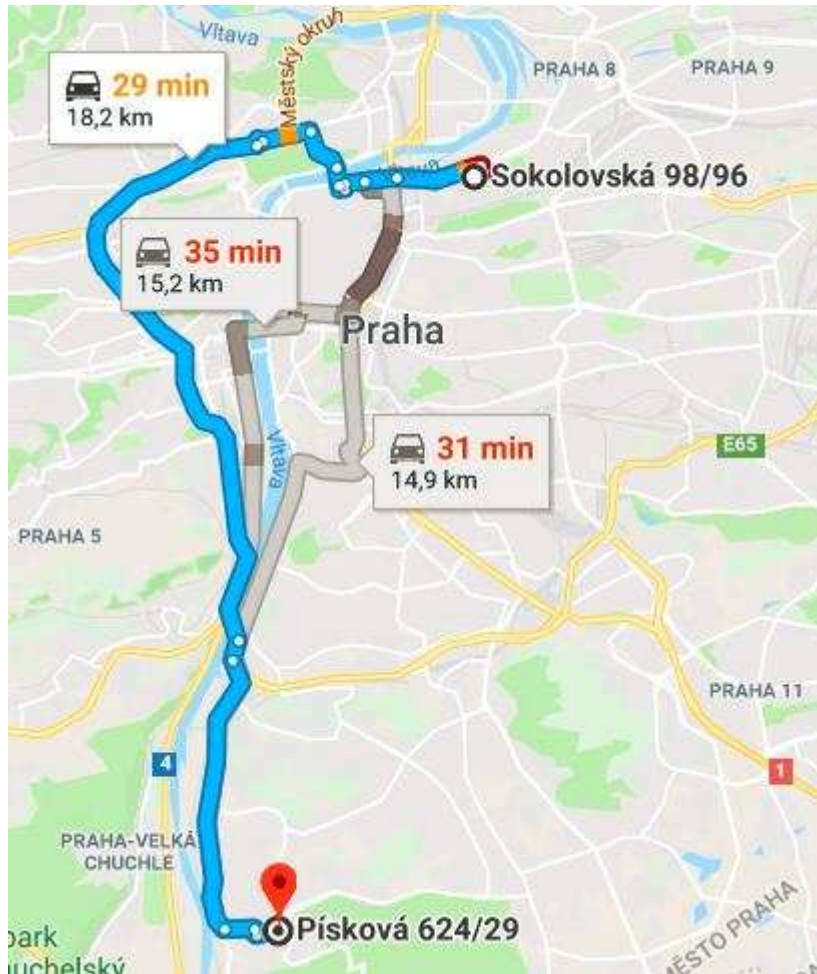 Vltava
Městský okruh
PRAHA 8
PRAHA 9
29 min
18,2 km
Sokolovská 98/96
35 min
15,2 km
Praha
Vltava
31 min
14,9 km
E65
PRAHA 5
PRAHA 11
4
1
PRAHA-VELKÁ
CHUCHLE
Písková 624/29
park
uchelský
MĚSTO PRAHA